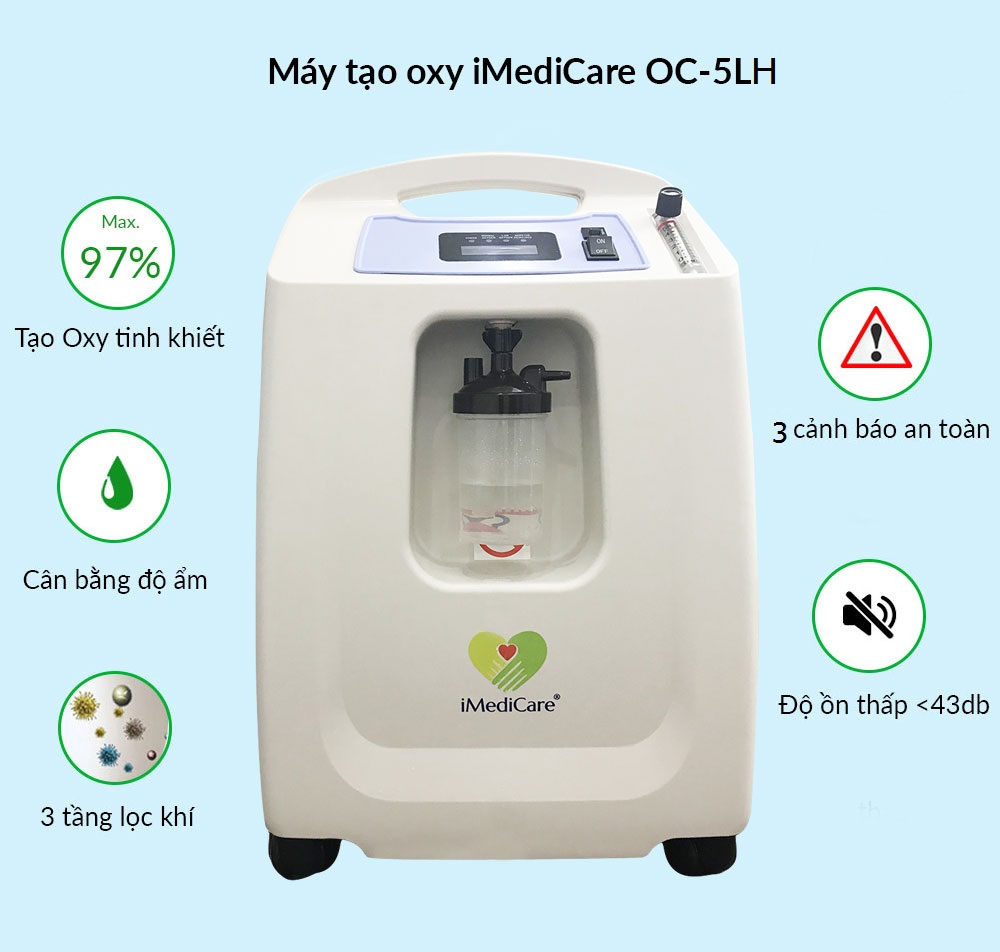 Máy tạo oxy iMediCare OC-5LH
Max.
97%
Tạo Oxy tinh khiết
ON
OFF
3 cảnh báo an toàn
Cân bằng độ ẩm
iMediCare®
Độ ồn thấp <43db
3 tầng lọc khí